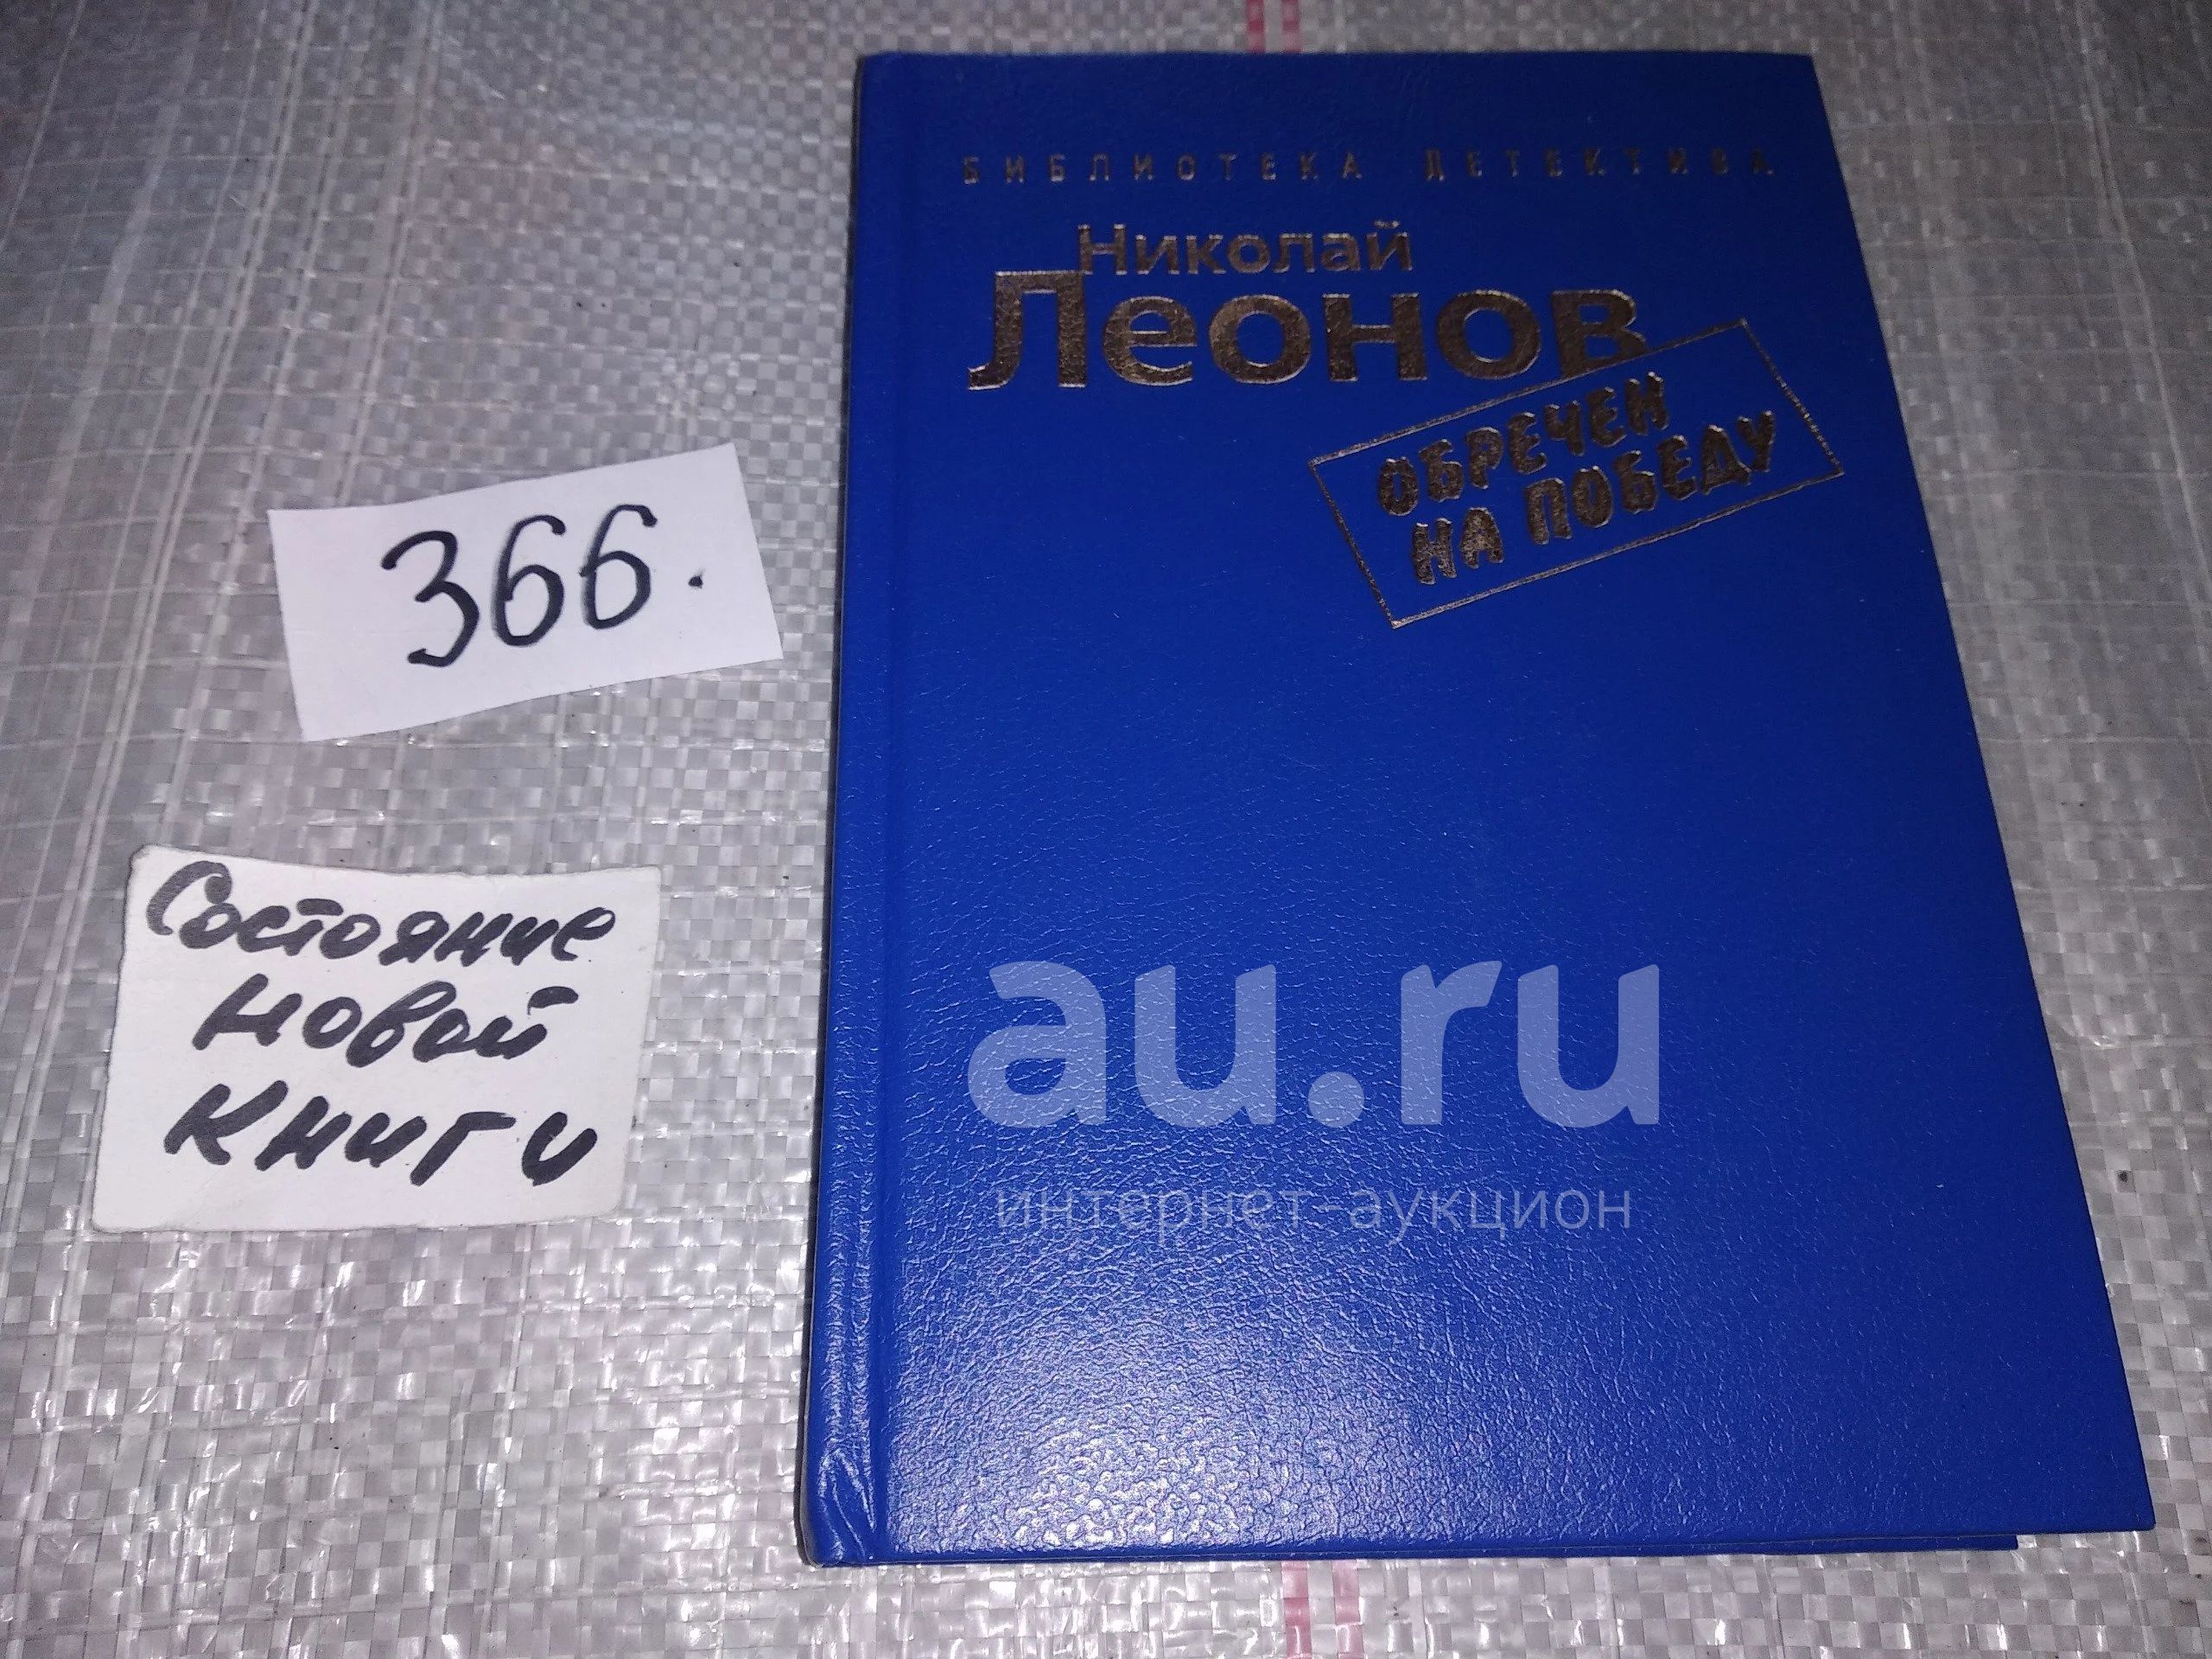 БИБЛИОТЕКА ДЕТЕКТИВА
Николай
Леонов
ОБРЕЧЕН
НА ПОБЕДУ
366.
Состояние
новой
книги
au.ru
интернет-аукцион